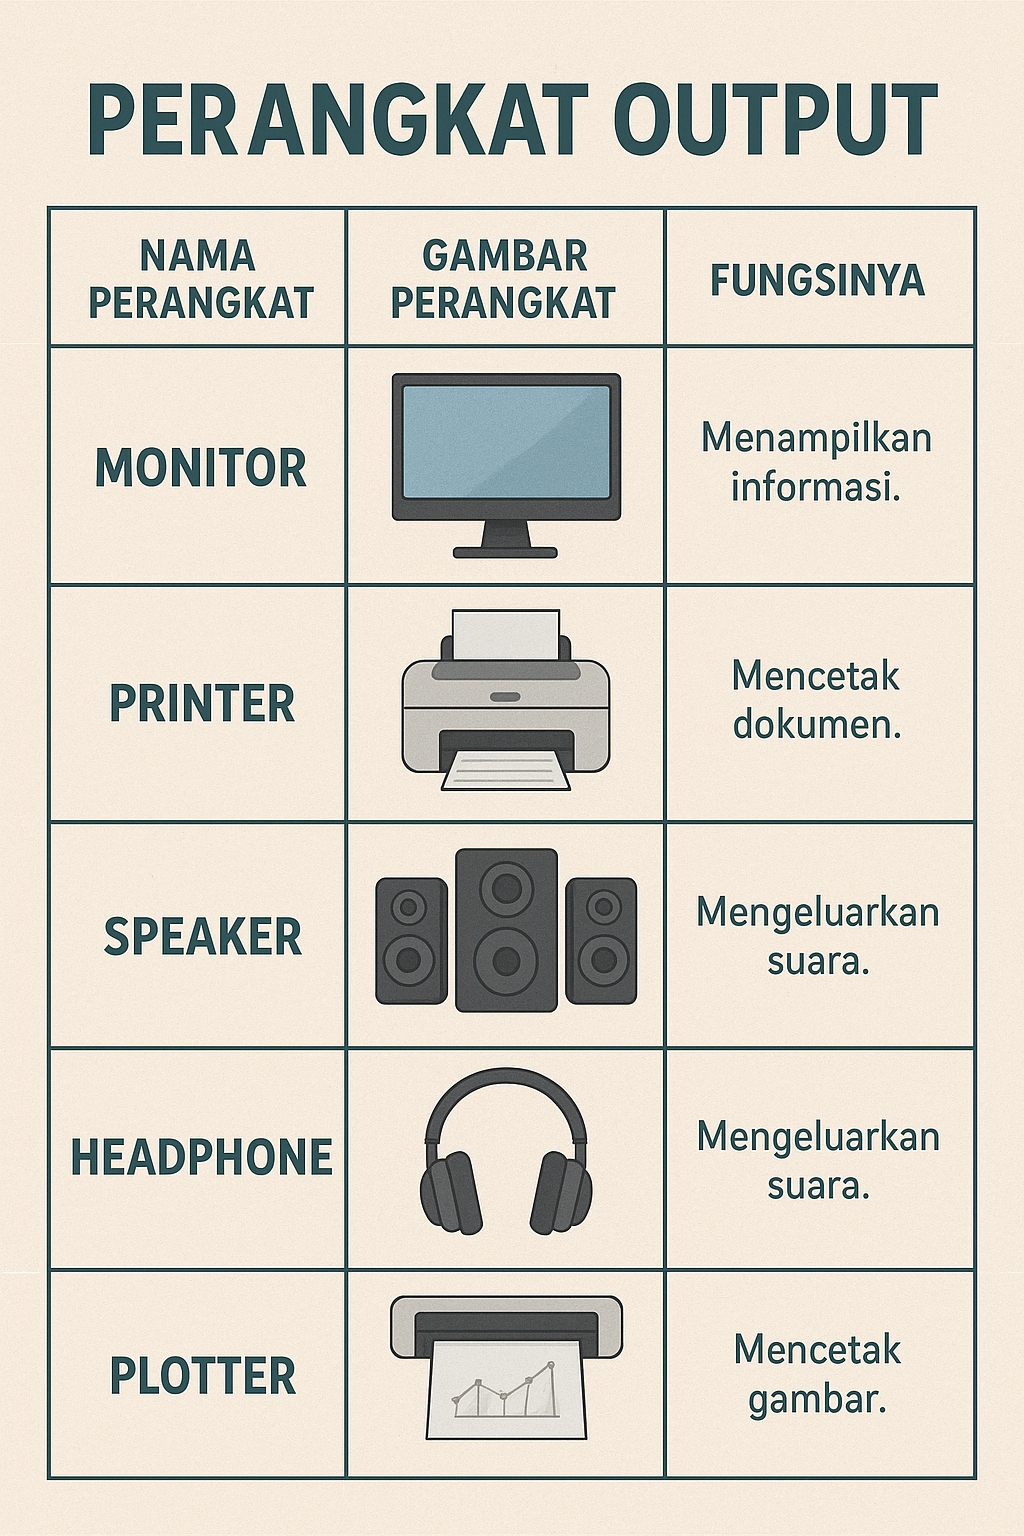 PERANGKAT OUTPUT
NAMA
PERANGKAT
GAMBAR
PERANGKAT
FUNGSINYA
MONITOR
Menampilkan
informasi.
PRINTER
Mencetak
dokumen.
SPEAKER
Mengeluarkan
suara.
HEADPHONE
Mengeluarkan
suara.
PLOTTER
Mencetak
gambar.